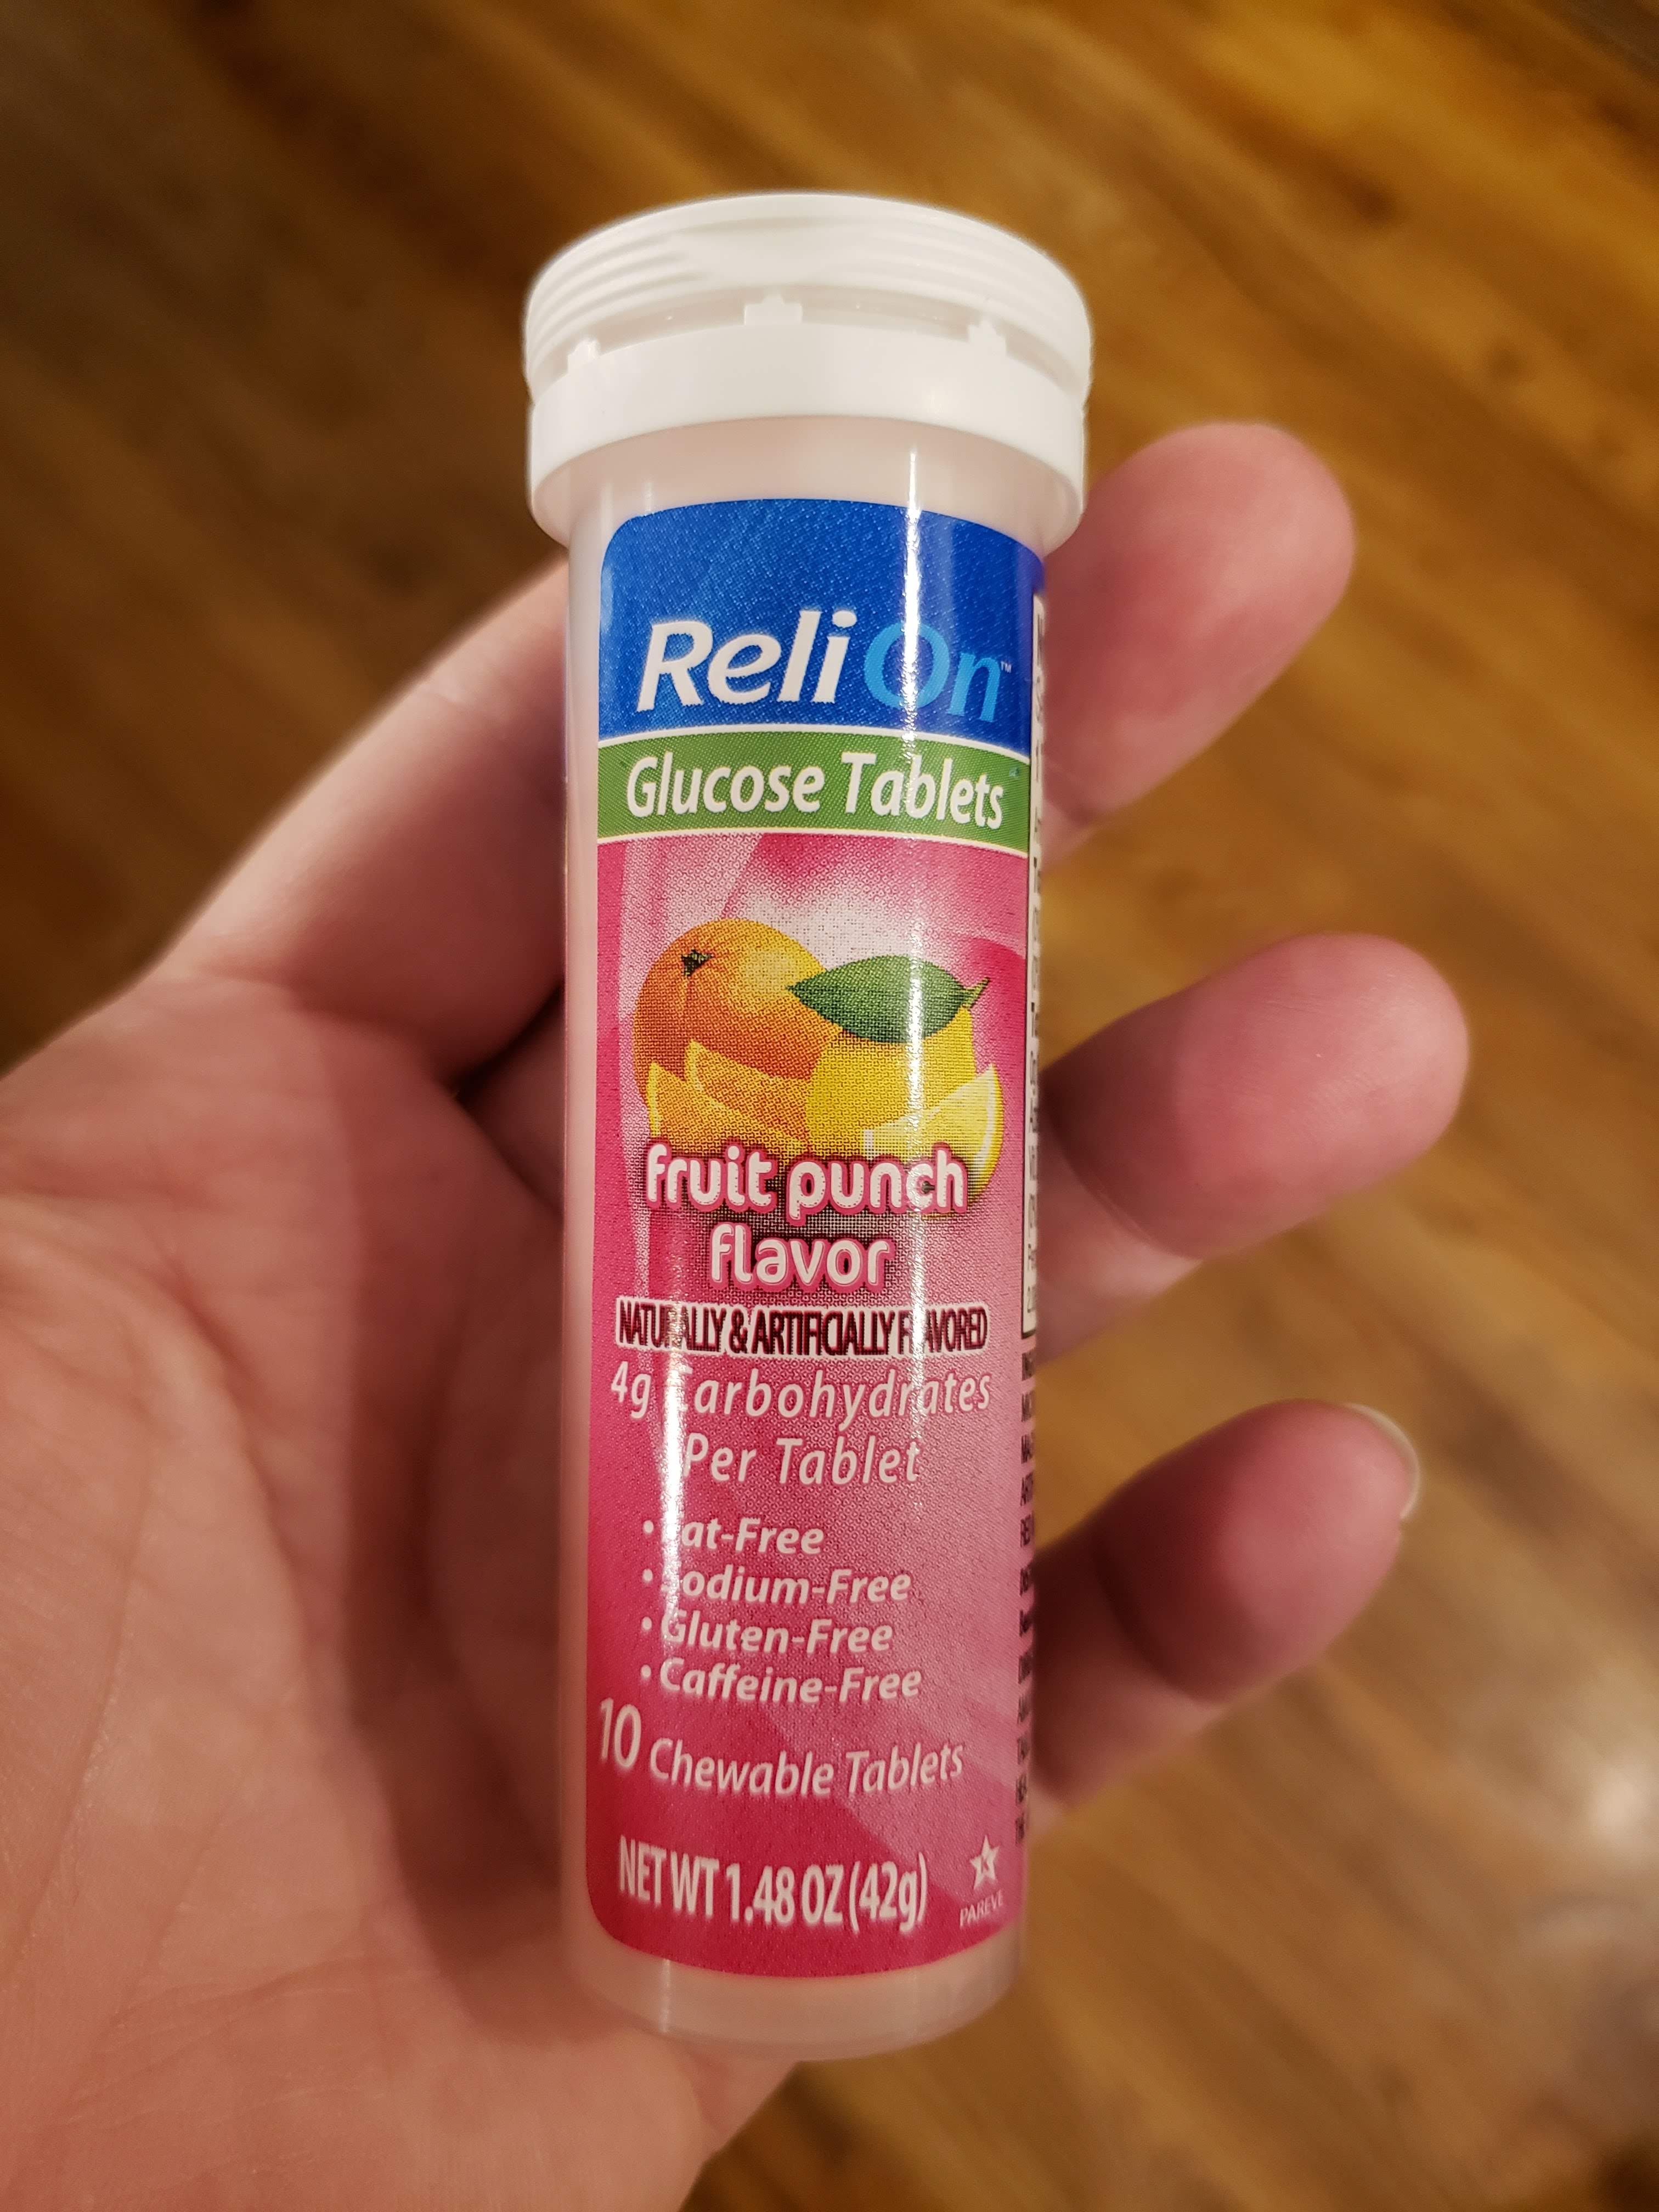 ReliOn™
Glucose Tablets
fruit punch
flavor
NATURALLY & ARTIFICIALLY FLAVORED
4g Carbohydrates
Per Tablet
• Fat-Free
• Sodium-Free
• Gluten-Free
• Caffeine-Free
10 Chewable Tablets
NET WT 1.48 OZ (42g)
K
PAREVE